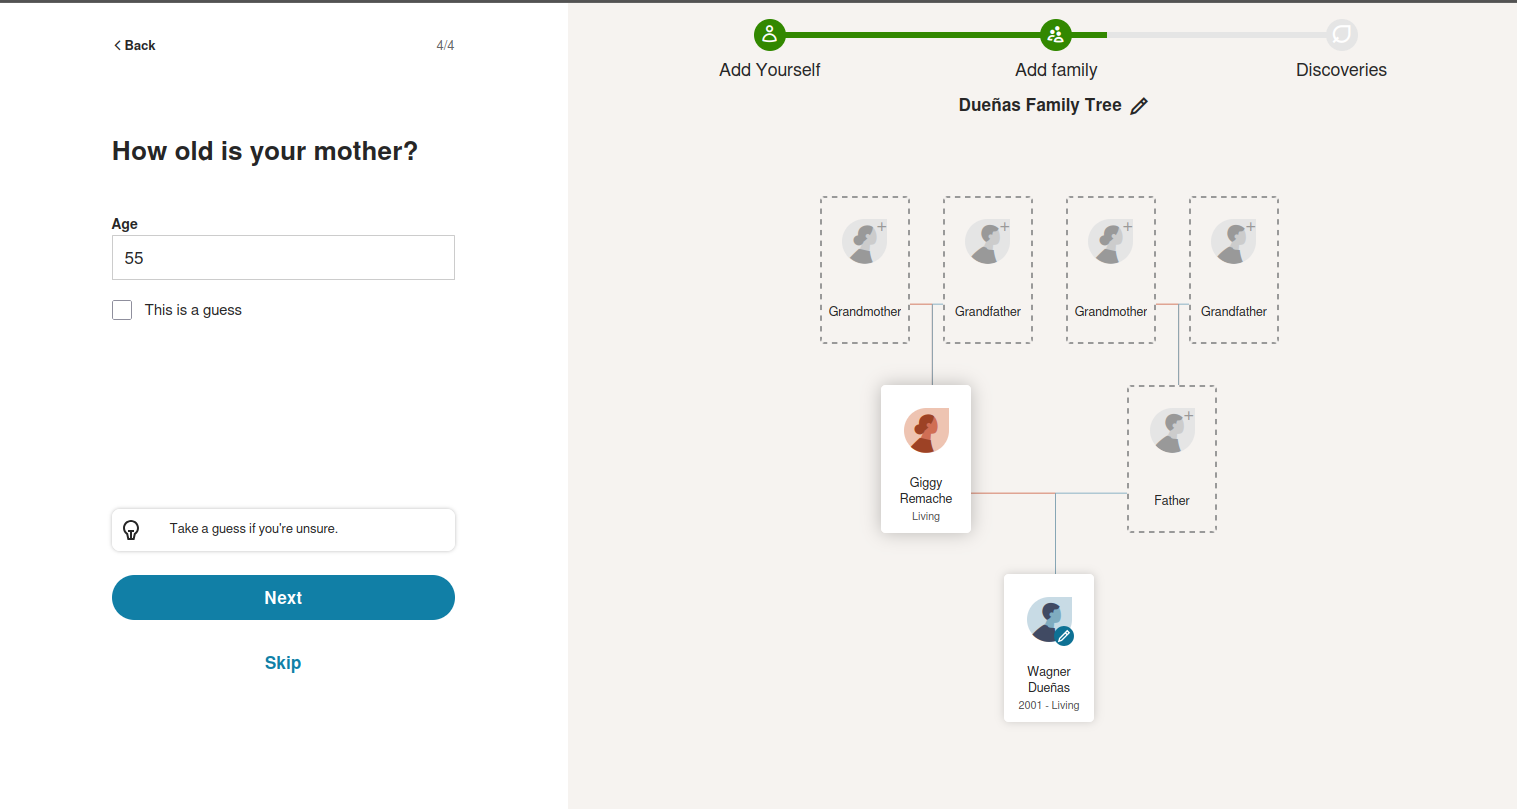 Back
4/4
How old is your mother?
Age
55
This is a guess
Take a guess if you're unsure.
Next
Skip
Add Yourself
Add family
Discoveries
Dueñas Family Tree
Grandmother
Grandfather
Grandmother
Grandfather
Giggy
Remache
Living
Father
Wagner
Dueñas
2001 - Living